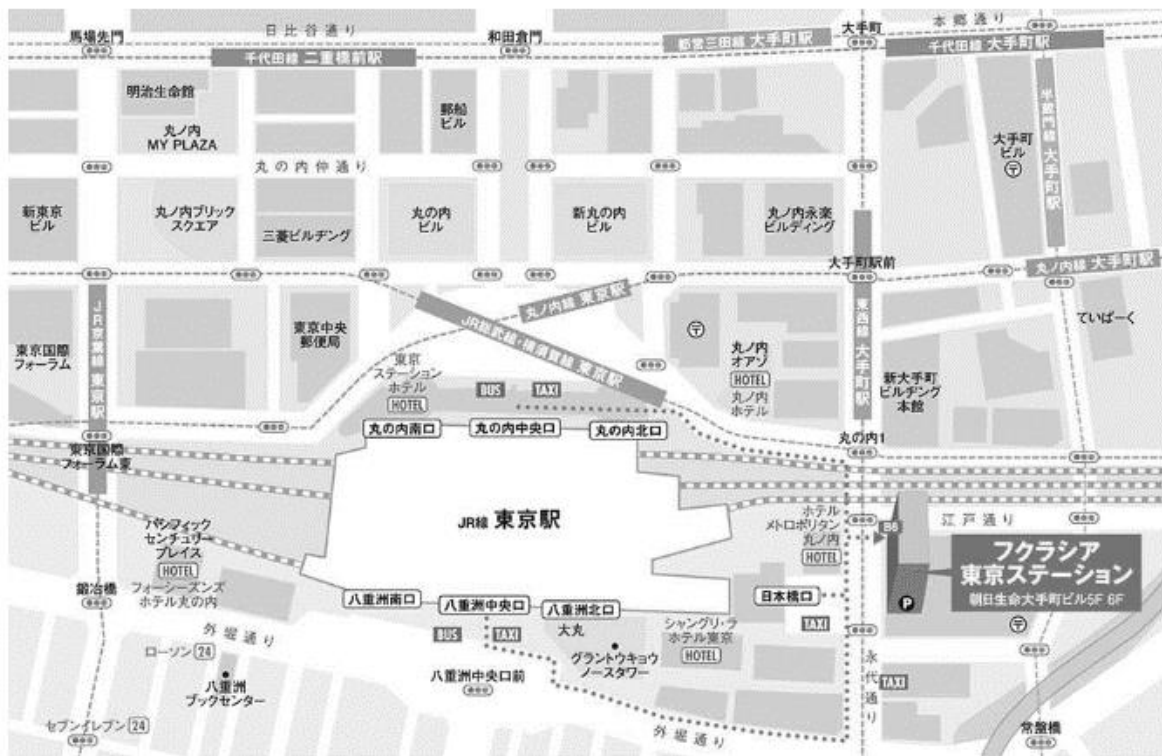 日比谷通り
本郷通り
馬場先門
和田倉門
大手町
都営三田線 大手町駅
千代田線 大手町駅
千代田線 二重橋前駅
明治生命館
郵船
ビル
丸ノ内
MY PLAZA
大手町
ビル
半蔵門線 大手町駅
丸の内仲通り
新東京
ビル
丸ノ内ブリック
スクエア
三菱ビルヂング
丸の内
ビル
新丸の内
ビル
丸ノ内永楽
ビルディング
大手町駅前
丸ノ内線 大手町駅
JR京葉線 東京駅
丸ノ内線 東京駅
JR総武線・横須賀線 東京駅
東西線 大手町駅
ていぱーく
東京国際
フォーラム
東京中央
郵便局
東京
ステーション
ホテル
HOTEL
BUS
TAXI
丸ノ内
オアゾ
HOTEL
丸ノ内
ホテル
新大手町
ビルヂング
本館
丸の内南口
丸の内中央口
丸の内北口
丸の内1
東京国際
フォーラム東
JR線 東京駅
ホテル
メトロポリタン
丸ノ内
HOTEL
B6
江戸通り
パシフィック
センチュリー
プレイス
HOTEL
フォーシーズンズ
ホテル丸の内
フクラシア
東京ステーション
朝日生命大手町ビル5F 6F
P
鍛冶橋
八重洲南口
八重洲中央口
八重洲北口
日本橋口
TAXI
BUS
TAXI
大丸
シャングリ・ラ
ホテル東京
HOTEL
グラントウキョウ
ノースタワー
外堀通り
ローソン 24
八重洲
ブックセンター
八重洲中央口前
永代通り
TAXI
セブンイレブン 24
外堀通り
常盤橋